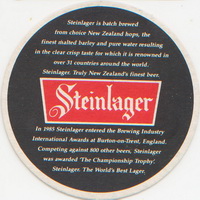 Steinlager is batch brewed
from choice New Zealand hops, the
finest malted barley and pure water resulting
in the clear crisp taste for which it is renowned in
over 31 countries around the world.
Steinlager. Truly New Zealand's finest beer.
Steinlager
In 1985 Steinlager entered the Brewing Industry
International Awards at Burton-on-Trent, England.
Competing against 800 other beers, Steinlager
was awarded 'The Championship Trophy'.
Steinlager. The World's Best Lager.